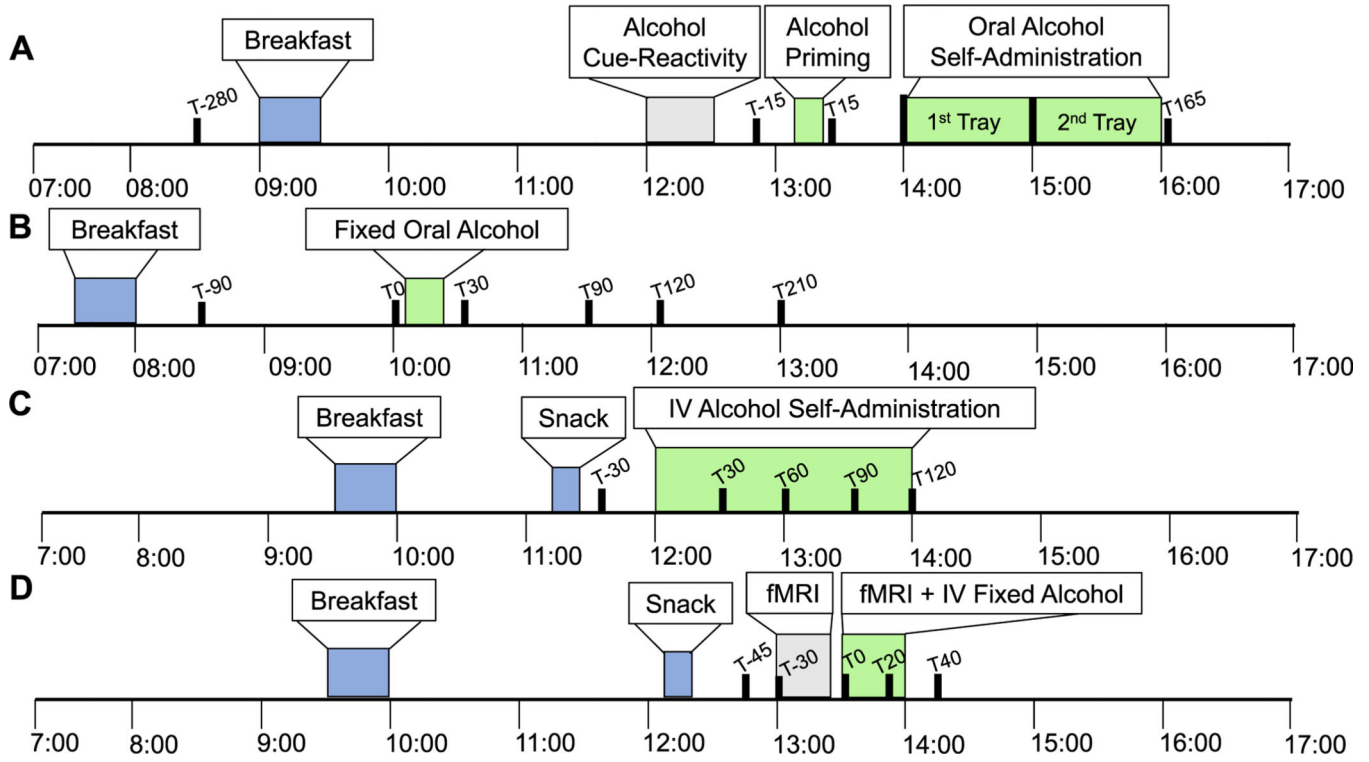 A
Breakfast
Alcohol
Cue-Reactivity
Alcohol
Priming
Oral Alcohol
Self-Administration
T-280
T-15
T15
1st Tray
2nd Tray
T165
07:00 08:00 09:00 10:00 11:00 12:00 13:00 14:00 15:00 16:00 17:00
B
Breakfast
Fixed Oral Alcohol
T-90
T0
T30
T90
T120
T210
07:00 08:00 09:00 10:00 11:00 12:00 13:00 14:00 15:00 16:00 17:00
C
Breakfast
Snack
IV Alcohol Self-Administration
T-30
T30
T60
T90
T120
7:00 8:00 9:00 10:00 11:00 12:00 13:00 14:00 15:00 16:00 17:00
D
Breakfast
Snack
fMRI
fMRI + IV Fixed Alcohol
T-45
T-30
T0
T20
T40
7:00 8:00 9:00 10:00 11:00 12:00 13:00 14:00 15:00 16:00 17:00